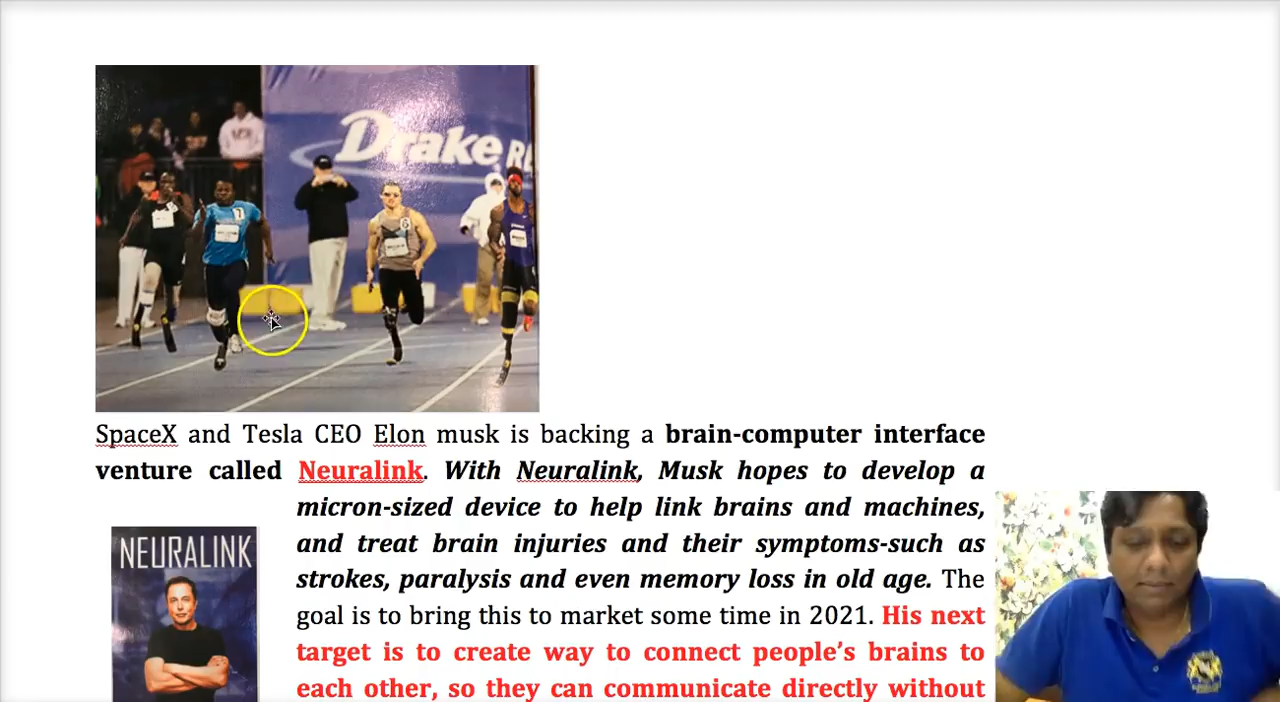 Drake R
SpaceX and Tesla CEO Elon musk is backing a brain-computer interface
venture called Neuralink. With Neuralink, Musk hopes to develop a
micron-sized device to help link brains and machines,
and treat brain injuries and their symptoms-such as
strokes, paralysis and even memory loss in old age. The
goal is to bring this to market some time in 2021. His next
target is to create way to connect people's brains to
each other, so they can communicate directly without
NEURALINK